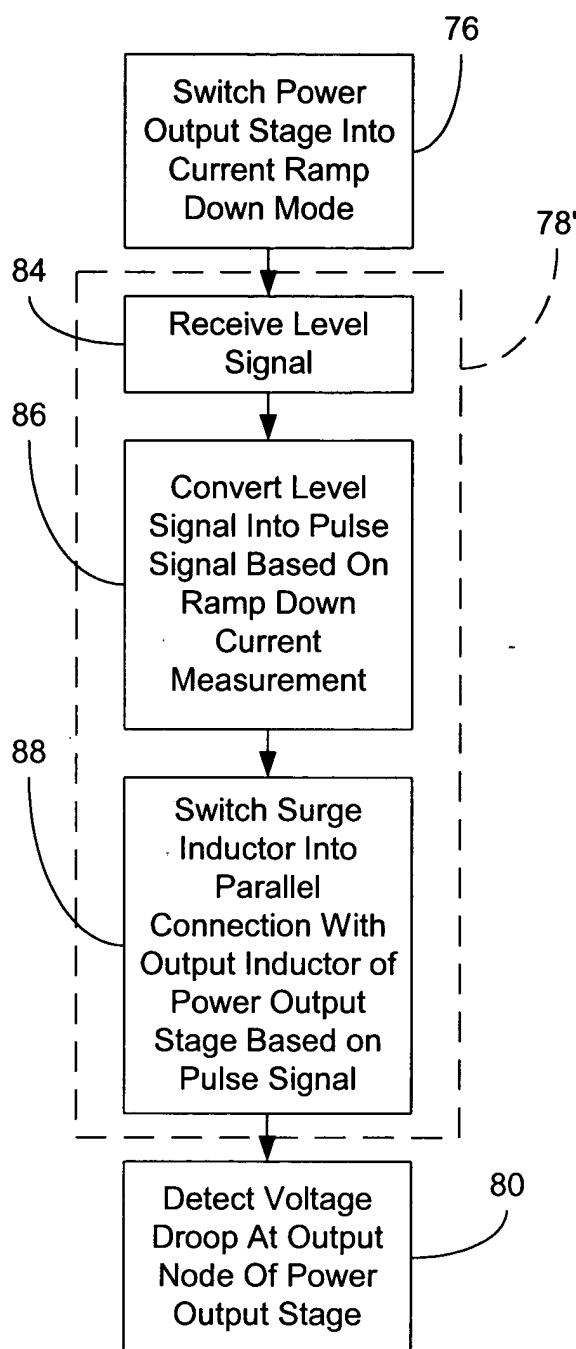 76
Switch Power
Output Stage Into
Current Ramp
Down Mode
78'
84
Receive Level
Signal
86
Convert Level
Signal Into Pulse
Signal Based On
Ramp Down
Current
Measurement
88
Switch Surge
Inductor Into
Parallel
Connection With
Output Inductor of
Power Output
Stage Based on
Pulse Signal
80
Detect Voltage
Droop At Output
Node Of Power
Output Stage